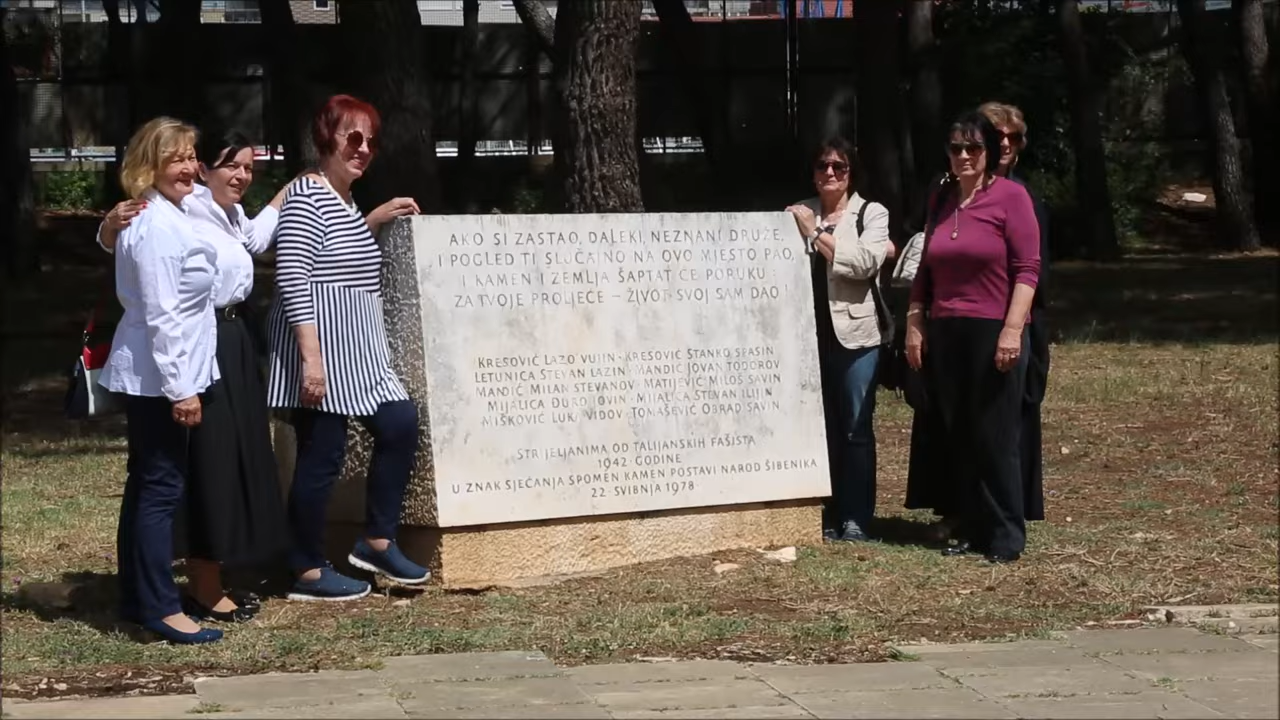 AKO SI ZASTAO, DALEKI, NEZNANI DRUŽE,
I POGLED TI SLUČAJNO NA OVO MJESTO PAO,
I KAMEN I ZEMLJA ŠAPTAT ĆE PORUKU:
ZA TVOJE PROLJEĆE – ŽIVOT SVOJ SAM DAO!
KRESOVIĆ LAZO VUJIN · KRESOVIĆ STANKO SPASIN
LETUNICA STEVAN LAZIN · MANDIĆ JOVAN TODOROV
MANDIĆ MILAN STEVANOV · MATIJEVIĆ MILOŠ SAVIN
MIJALICA ĐURO JOVIN · MIJALICA STEVAN ILIJIN
MIŠKOVIĆ LUKA VIDOV · TOMAŠEVIĆ OBRAD SAVIN
STRIJELJANIMA OD TALIJANSKIH FAŠISTA
1942 · GODINE
U ZNAK SJEĆANJA SPOMEN KAMEN POSTAVI NAROD ŠIBENIKA
22 · SVIBNJA 1978 ·